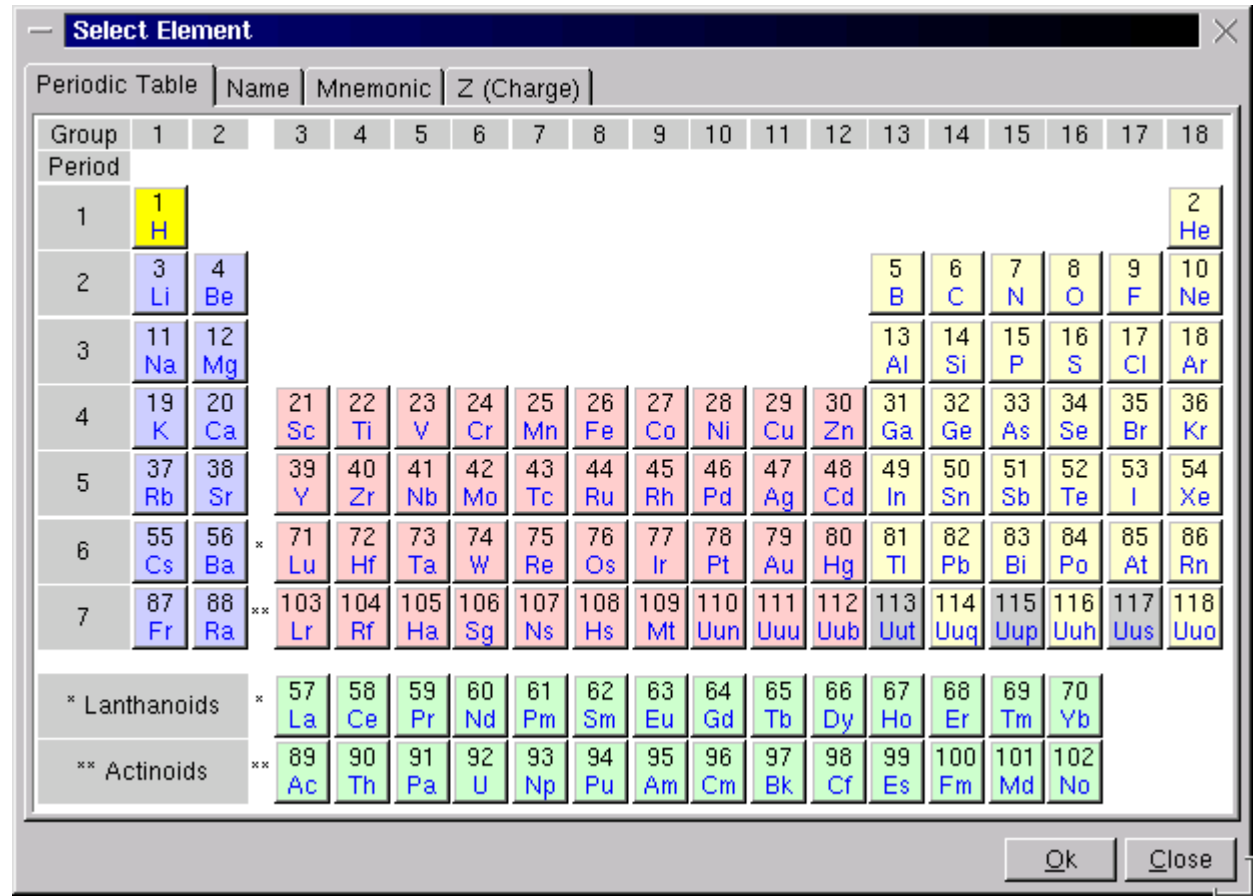 Select Element
Periodic Table Name Mnemonic Z (Charge)
Group 1 2 3 4 5 6 7 8 9 10 11 12 13 14 15 16 17 18
Period
1 2
1 H He
3 4 5 6 7 8 9 10
2 Li Be B C N O F Ne
11 12 13 14 15 16 17 18
3 Na Mg Al Si P S Cl Ar
19 20 21 22 23 24 25 26 27 28 29 30 31 32 33 34 35 36
4 K Ca Sc Ti V Cr Mn Fe Co Ni Cu Zn Ga Ge As Se Br Kr
37 38 39 40 41 42 43 44 45 46 47 48 49 50 51 52 53 54
5 Rb Sr Y Zr Nb Mo Tc Ru Rh Pd Ag Cd In Sn Sb Te I Xe
55 56 * 71 72 73 74 75 76 77 78 79 80 81 82 83 84 85 86
6 Cs Ba Lu Hf Ta W Re Os Ir Pt Au Hg Tl Pb Bi Po At Rn
87 88 ** 103 104 105 106 107 108 109 110 111 112 113 114 115 116 117 118
7 Fr Ra Lr Rf Ha Sg Ns Hs Mt Uun Uuu Uub Uut Uuq Uup Uuh Uus Uuo
57 58 59 60 61 62 63 64 65 66 67 68 69 70
* Lanthanoids * La Ce Pr Nd Pm Sm Eu Gd Tb Dy Ho Er Tm Yb
89 90 91 92 93 94 95 96 97 98 99 100 101 102
** Actinoids ** Ac Th Pa U Np Pu Am Cm Bk Cf Es Fm Md No
Ok Close